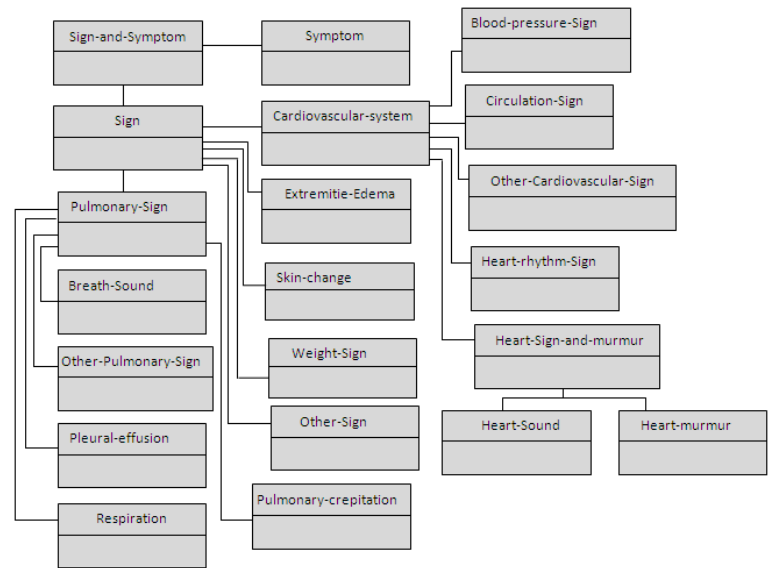 Sign-and-Symptom
Symptom
Blood-pressure-Sign
Sign
Cardiovascular-system
Circulation-Sign
Pulmonary-Sign
Extremitie-Edema
Other-Cardiovascular-Sign
Breath-Sound
Skin-change
Heart-rhythm-Sign
Other-Pulmonary-Sign
Weight-Sign
Heart-Sign-and-murmur
Pleural-effusion
Other-Sign
Heart-Sound
Heart-murmur
Respiration
Pulmonary-crepitation